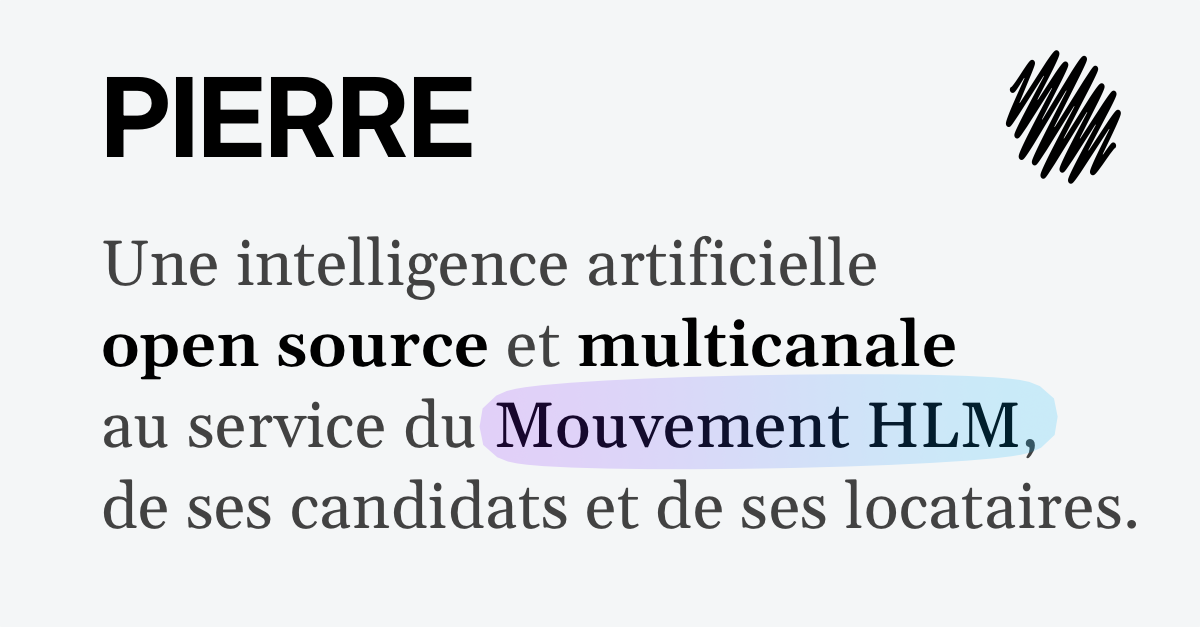 PIERRE
Une intelligence artificielle
open source et multicanale
au service du Mouvement HLM,
de ses candidats et de ses locataires.